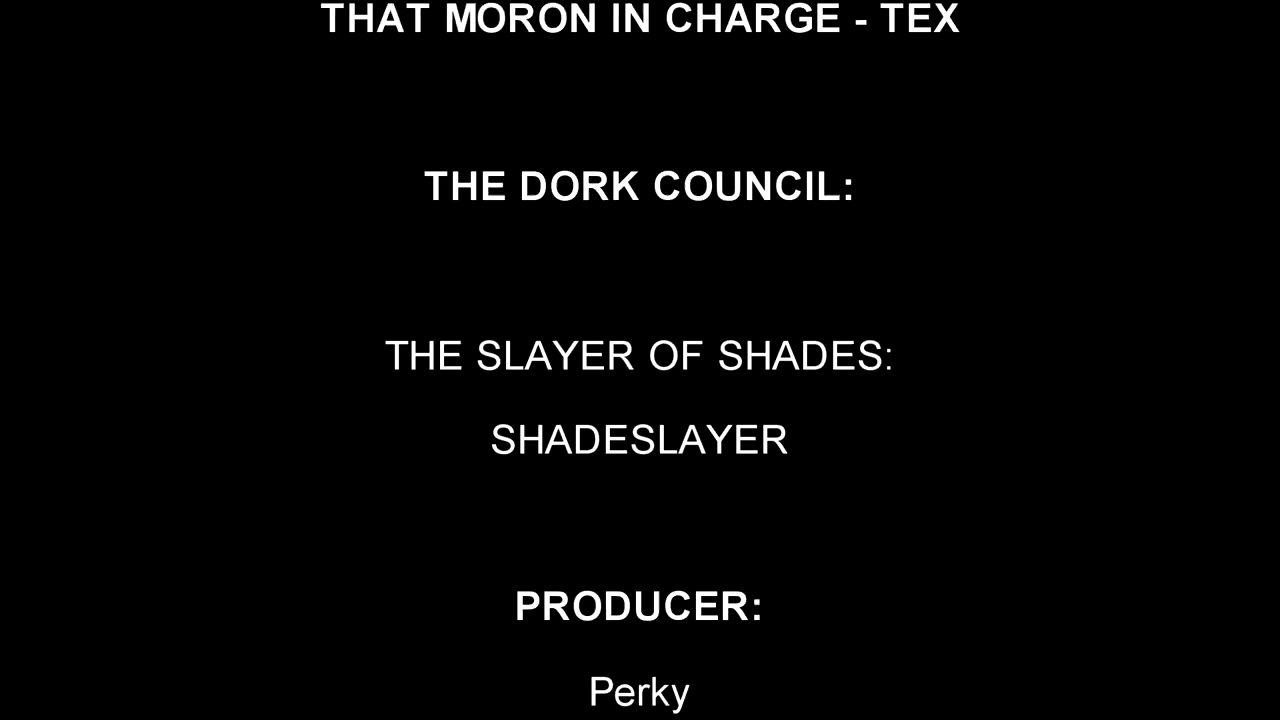 THAT MORON IN CHARGE - TEX
THE DORK COUNCIL:
THE SLAYER OF SHADES:
SHADESLAYER
PRODUCER:
Perky